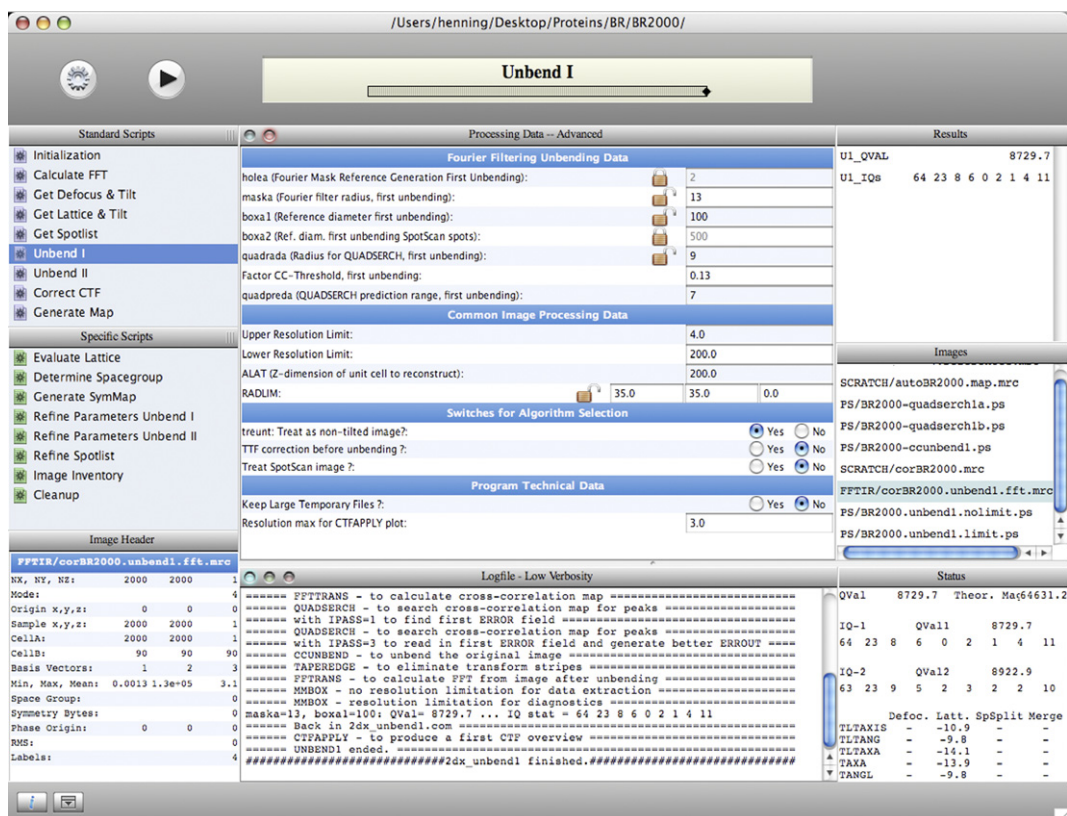 /Users/henning/Desktop/Proteins/BR/BR2000/
Unbend I
Standard Scripts
Initialization
Calculate FFT
Get Defocus & Tilt
Get Lattice & Tilt
Get Spotlist
Unbend I
Unbend II
Correct CTF
Generate Map
Specific Scripts
Evaluate Lattice
Determine Spacegroup
Generate SymMap
Refine Parameters Unbend I
Refine Parameters Unbend II
Refine Spotlist
Image Inventory
Cleanup
Image Header
FFTIR/corBR2000.unbend1.fft.mrc
NX, NY, NZ: 2000 2000 1
Mode: 4
Origin x,y,z: 0 0 0
Sample x,y,z: 2000 2000 1
CellA: 2000 2000 1
CellB: 90 90 90
Basis Vectors: 1 2 3
Min, Max, Mean: 0.0013 1.3e+05 3.1
Space Group: 0
Symmetry Bytes: 0
Phase Origin: 0 0 0
RMS: 0
Labels: 4
Processing Data -- Advanced
Fourier Filtering Unbending Data
holea (Fourier Mask Reference Generation First Unbending): 2
maska (Fourier filter radius, first unbending): 13
boxa1 (Reference diameter first unbending): 100
boxa2 (Ref. diam. first unbending SpotScan spots): 500
quadrada (Radius for QUADSERCH, first unbending): 9
Factor CC-Threshold, first unbending: 0.13
quadpreda (QUADSERCH prediction range, first unbending): 7
Common Image Processing Data
Upper Resolution Limit: 4.0
Lower Resolution Limit: 200.0
ALAT (Z-dimension of unit cell to reconstruct): 200.0
RADLIM: 35.0 35.0 0.0
Switches for Algorithm Selection
treunt: Treat as non-tilted image?: Yes No
TTF correction before unbending ?: Yes No
Treat SpotScan image ?: Yes No
Program Technical Data
Keep Large Temporary Files ?: Yes No
Resolution max for CTFAPPLY plot: 3.0
Logfile - Low Verbosity
====== FFTTRANS - to calculate cross-correlation map ============================
====== QUADSERCH - to search cross-correlation map for peaks ====================
====== with IPASS=1 to find first ERROR field ===================================
====== QUADSERCH - to search cross-correlation map for peaks ====================
====== with IPASS=3 to read in first ERROR field and generate better ERROUT =====
====== CCUNBEND - to unbend the original image ==================================
====== TAPEREDGE - to eliminate transform stripes ===============================
====== FFTRANS - to calculate FFT from image after unbending ====================
====== MMBOX - no resolution limitation for data extraction =====================
====== MMBOX - resolution limitation for diagnostics ============================
maska=13, boxa1=100: QVal= 8729.7 ... IQ stat = 64 23 8 6 0 2 1 4 11
====== Back in 2dx_unbend1.com ==================================================
====== CTFAPPLY - to produce a first CTF overview ===============================
====== UNBEND1 ended. ===========================================================
############################2dx_unbend1 finished.#############################
Results
U1_QVAL 8729.7
U1_IQs 64 23 8 6 0 2 1 4 11
Images
SCRATCH/autoBR2000.map.mrc
PS/BR2000-quadserch1a.ps
PS/BR2000-quadserch1b.ps
PS/BR2000-ccunbend1.ps
SCRATCH/corBR2000.mrc
FFTIR/corBR2000.unbend1.fft.mrc
PS/BR2000.unbend1.nolimit.ps
PS/BR2000.unbend1.limit.ps
Status
QVal 8729.7 Theor. Mag 64631.2
IQ-1 QVal1 8729.7
64 23 8 6 0 2 1 4 11
IQ-2 QVal2 8922.9
63 23 9 5 2 3 2 2 10
Defoc. Latt. SpSplit Merge
TLTAXIS - -10.9 - -
TLTANG - -9.8 - -
TLTAXA - -14.1 - -
TAXA - -13.9 - -
TANGL - -9.8 - -
i